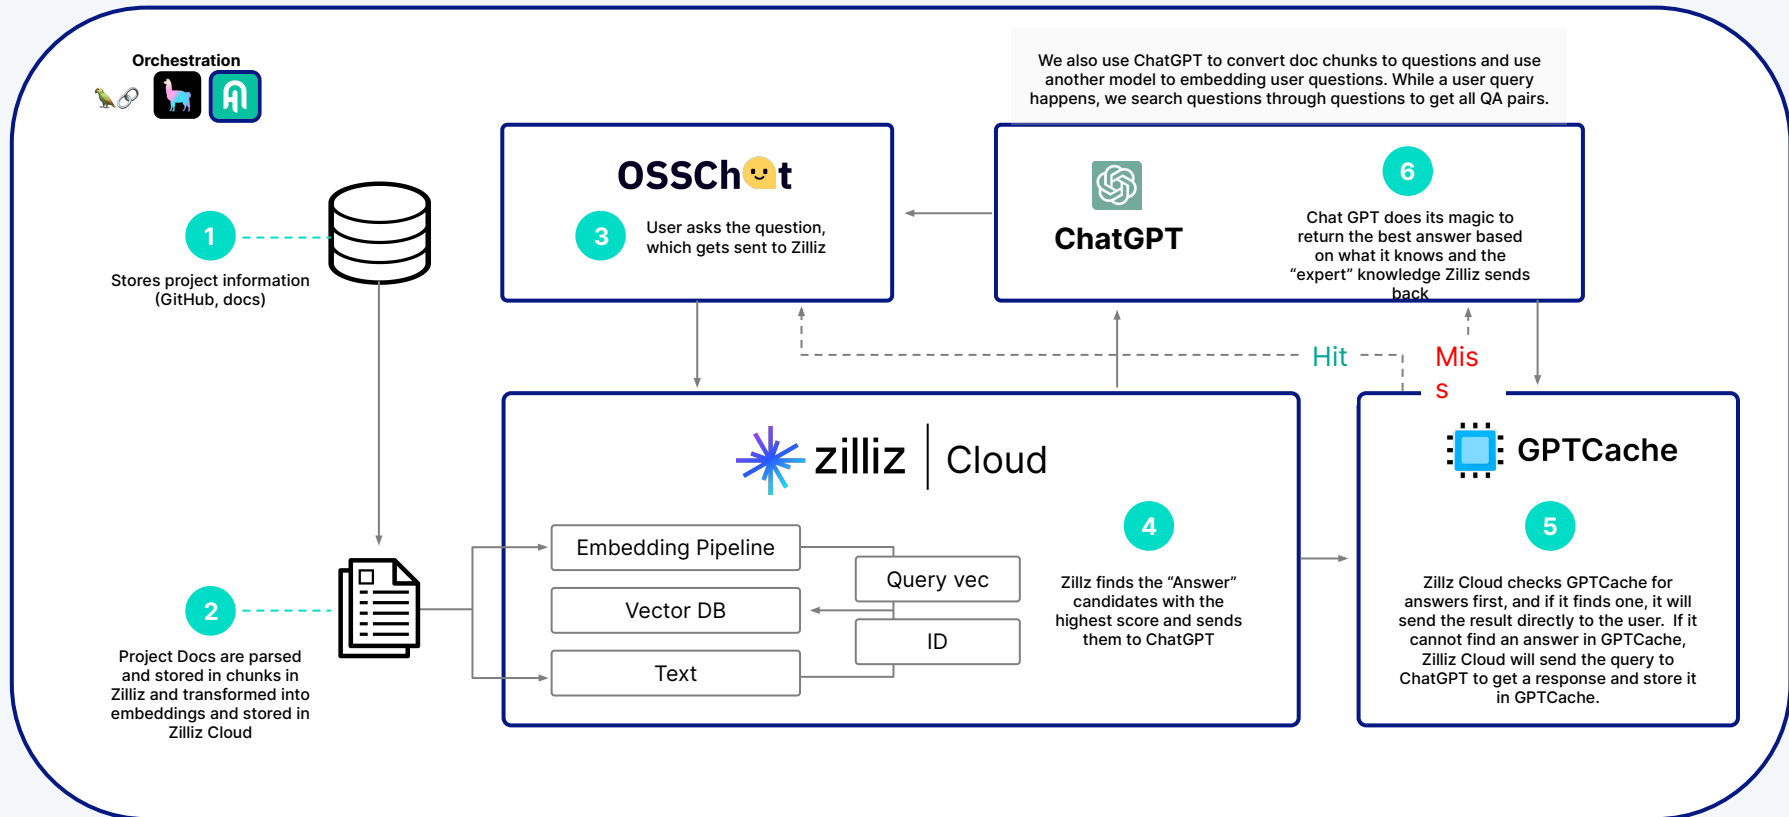 Orchestration
We also use ChatGPT to convert doc chunks to questions and use
another model to embedding user questions. While a user query
happens, we search questions through questions to get all QA pairs.
OSSChat
3
User asks the question,
which gets sent to Zilliz
ChatGPT
6
Chat GPT does its magic to
return the best answer based
on what it knows and the
“expert” knowledge Zilliz sends
back
1
Stores project information
(GitHub, docs)
Hit
Mis
s
zilliz | Cloud
GPTCache
Embedding Pipeline
Query vec
Vector DB
ID
Text
4
Zillz finds the “Answer”
candidates with the
highest score and sends
them to ChatGPT
5
Zillz Cloud checks GPTCache for
answers first, and if it finds one, it will
send the result directly to the user. If it
cannot find an answer in GPTCache,
Zilliz Cloud will send the query to
ChatGPT to get a response and store it
in GPTCache.
2
Project Docs are parsed
and stored in chunks in
Zilliz and transformed into
embeddings and stored in
Zilliz Cloud